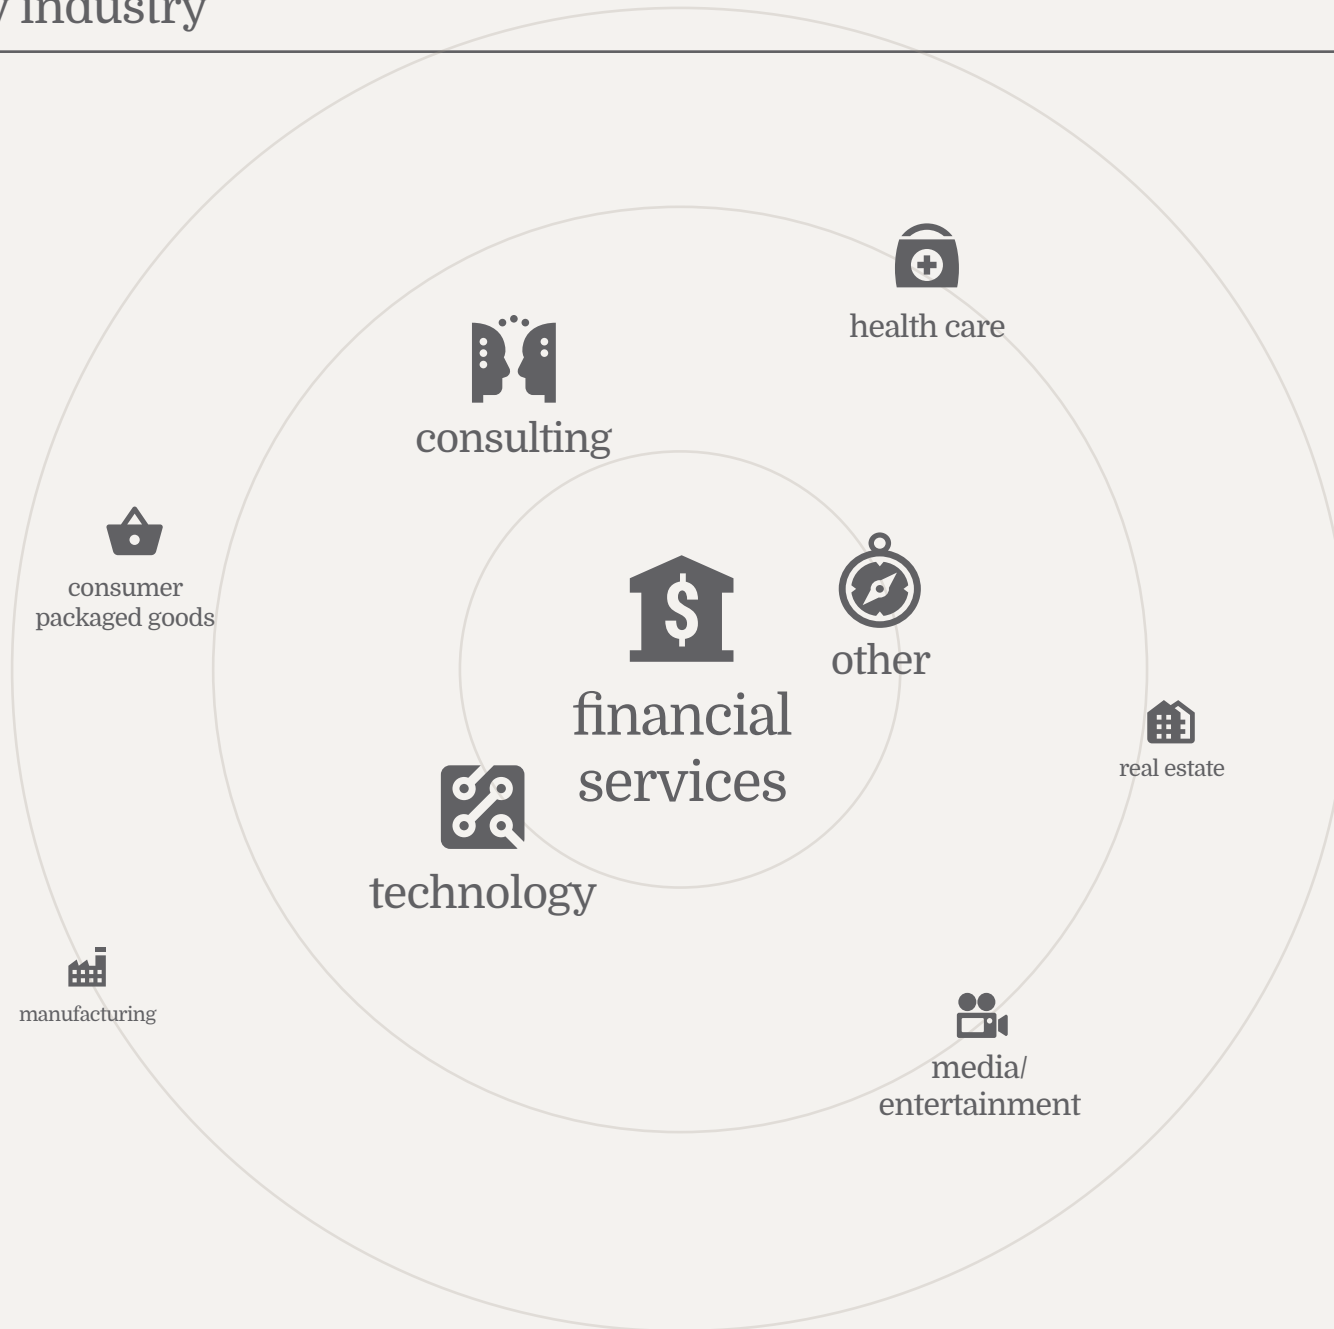 industry
health care
consulting
consumer
packaged goods
other
financial
services
real estate
technology
manufacturing
media/
entertainment